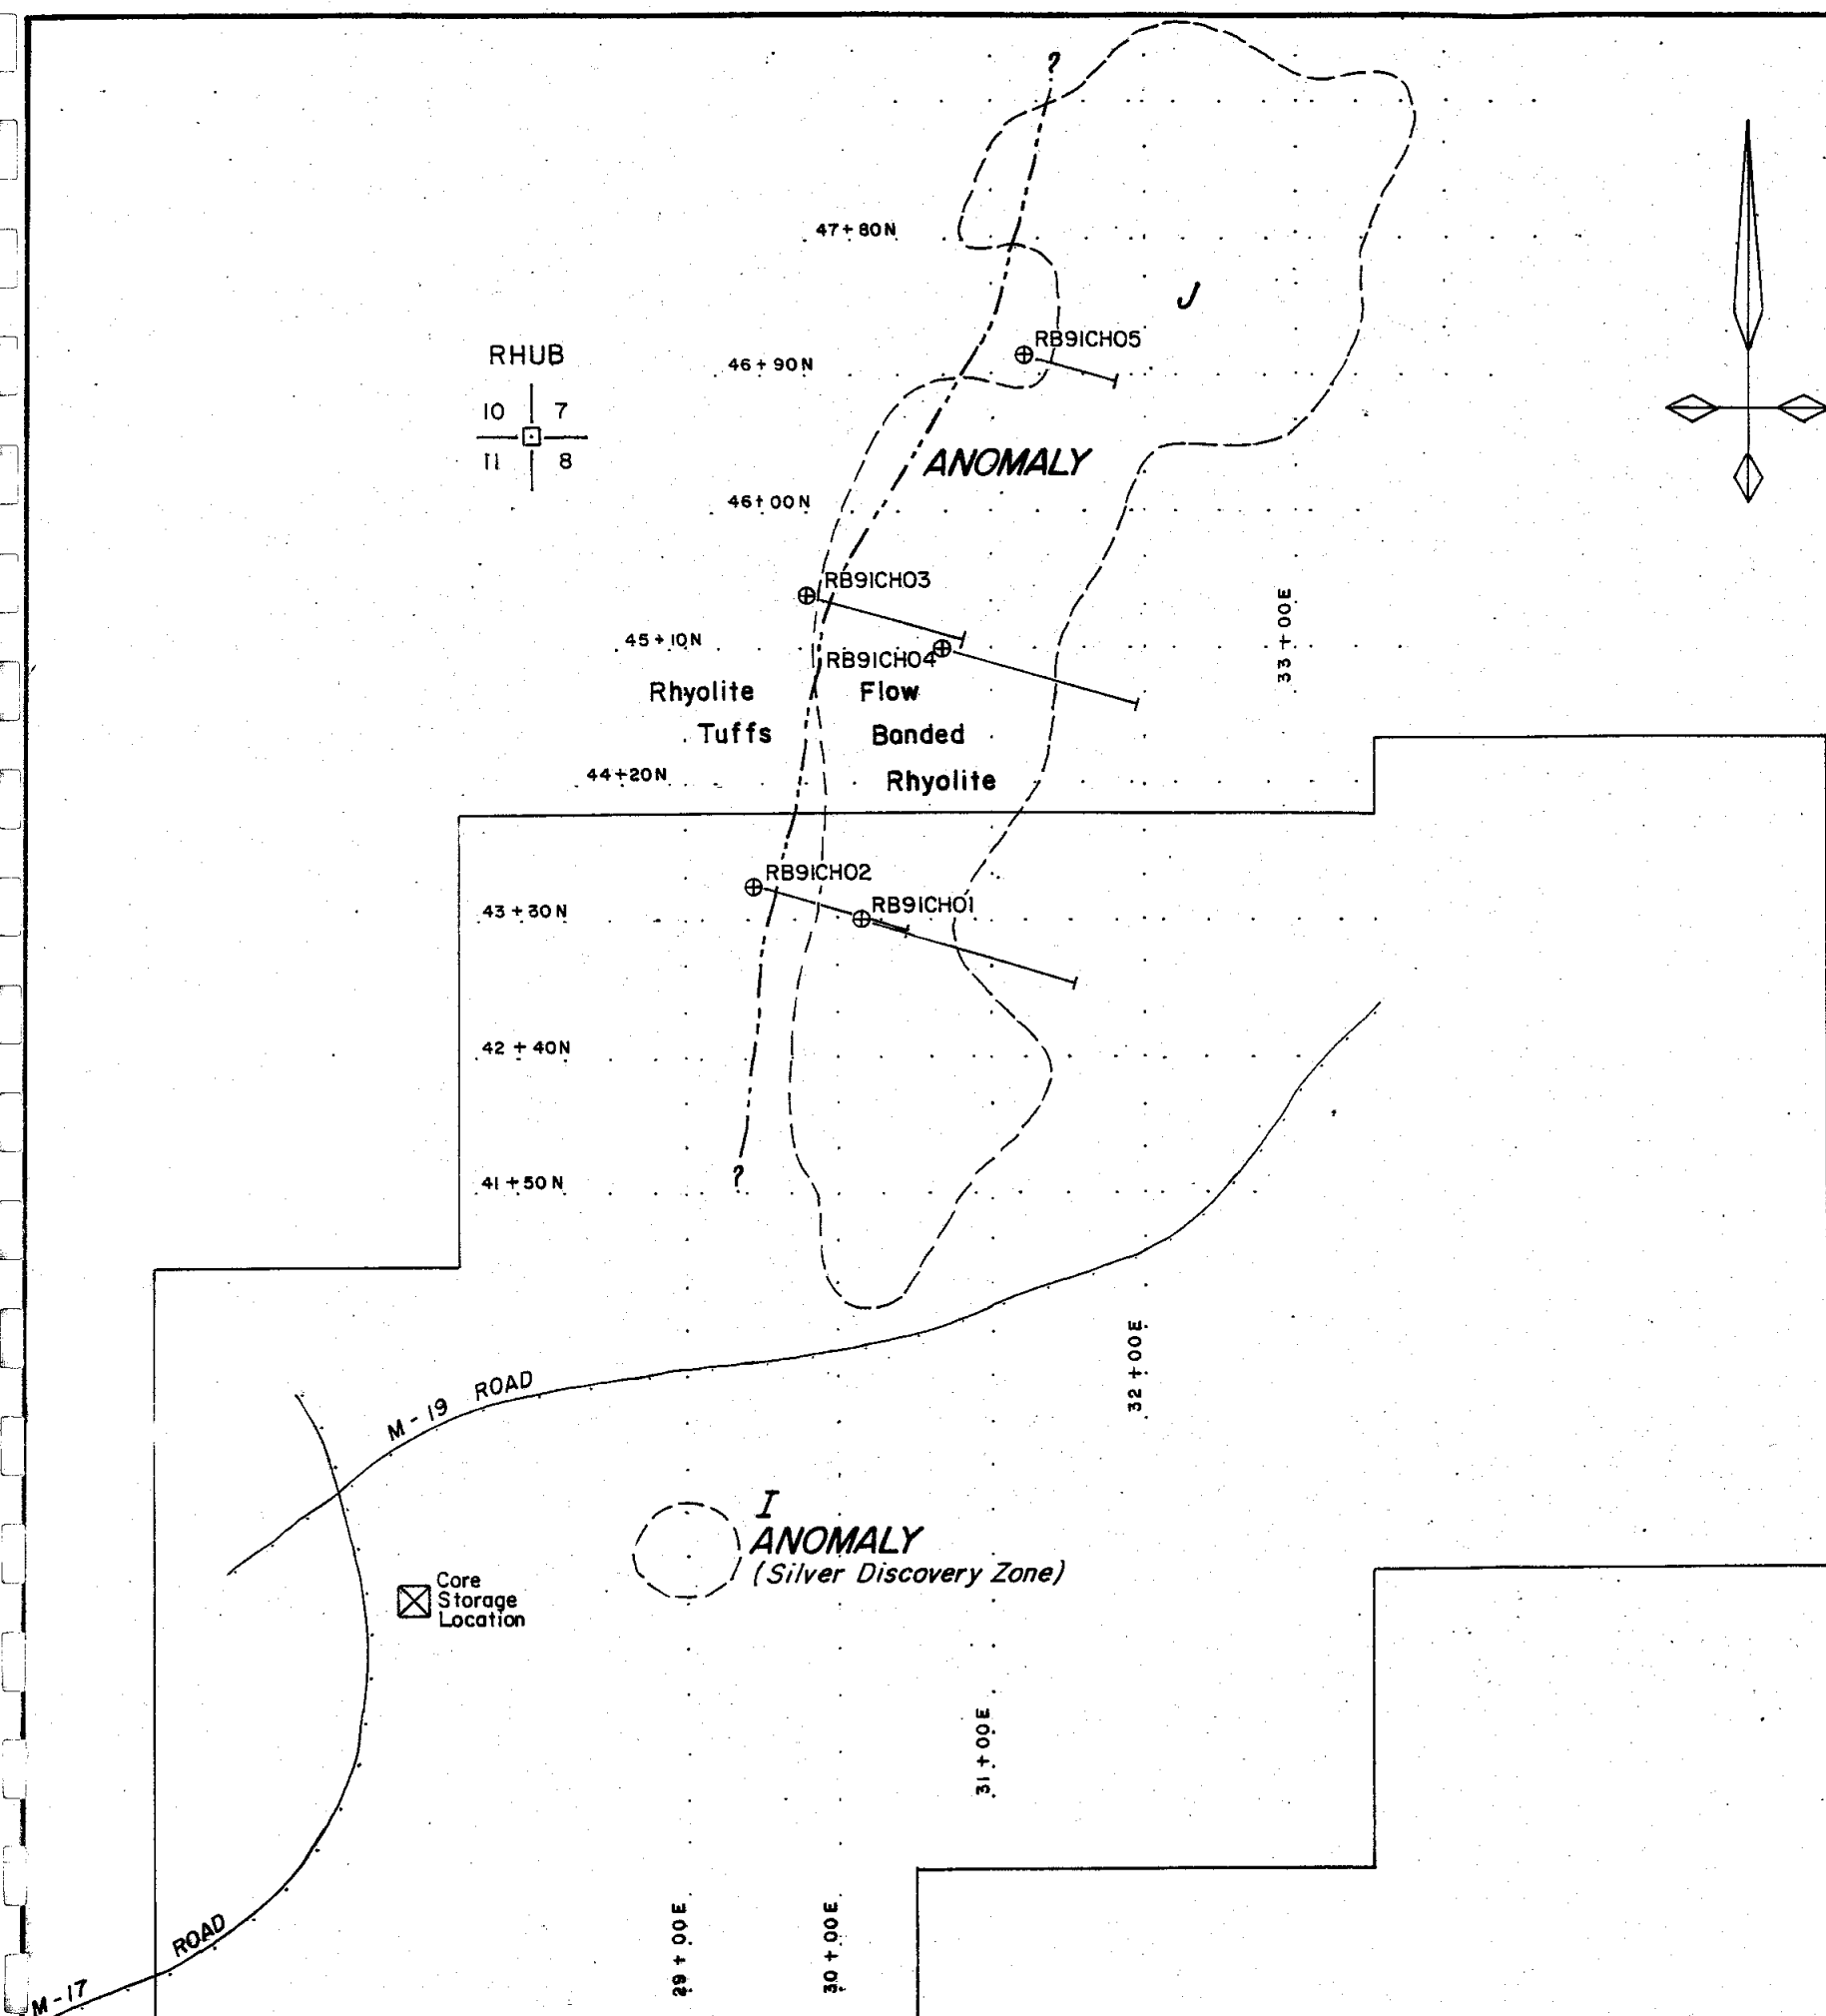 ?
47+80N
J
RB91CH05
RHUB
46+90N
10 7
11 8
ANOMALY
46+00N
RB91CH03
33+00E
45+10N
RB91CH04
Rhyolite Flow
Tuffs Banded
44+20N Rhyolite
RB91CH02
RB91CH01
43+30N
42+40N
?
41+50N
32+00E
M-19 ROAD
I
ANOMALY
(Silver Discovery Zone)
Core
Storage
Location
31+00E
29+00E
30+00E
M-17 ROAD